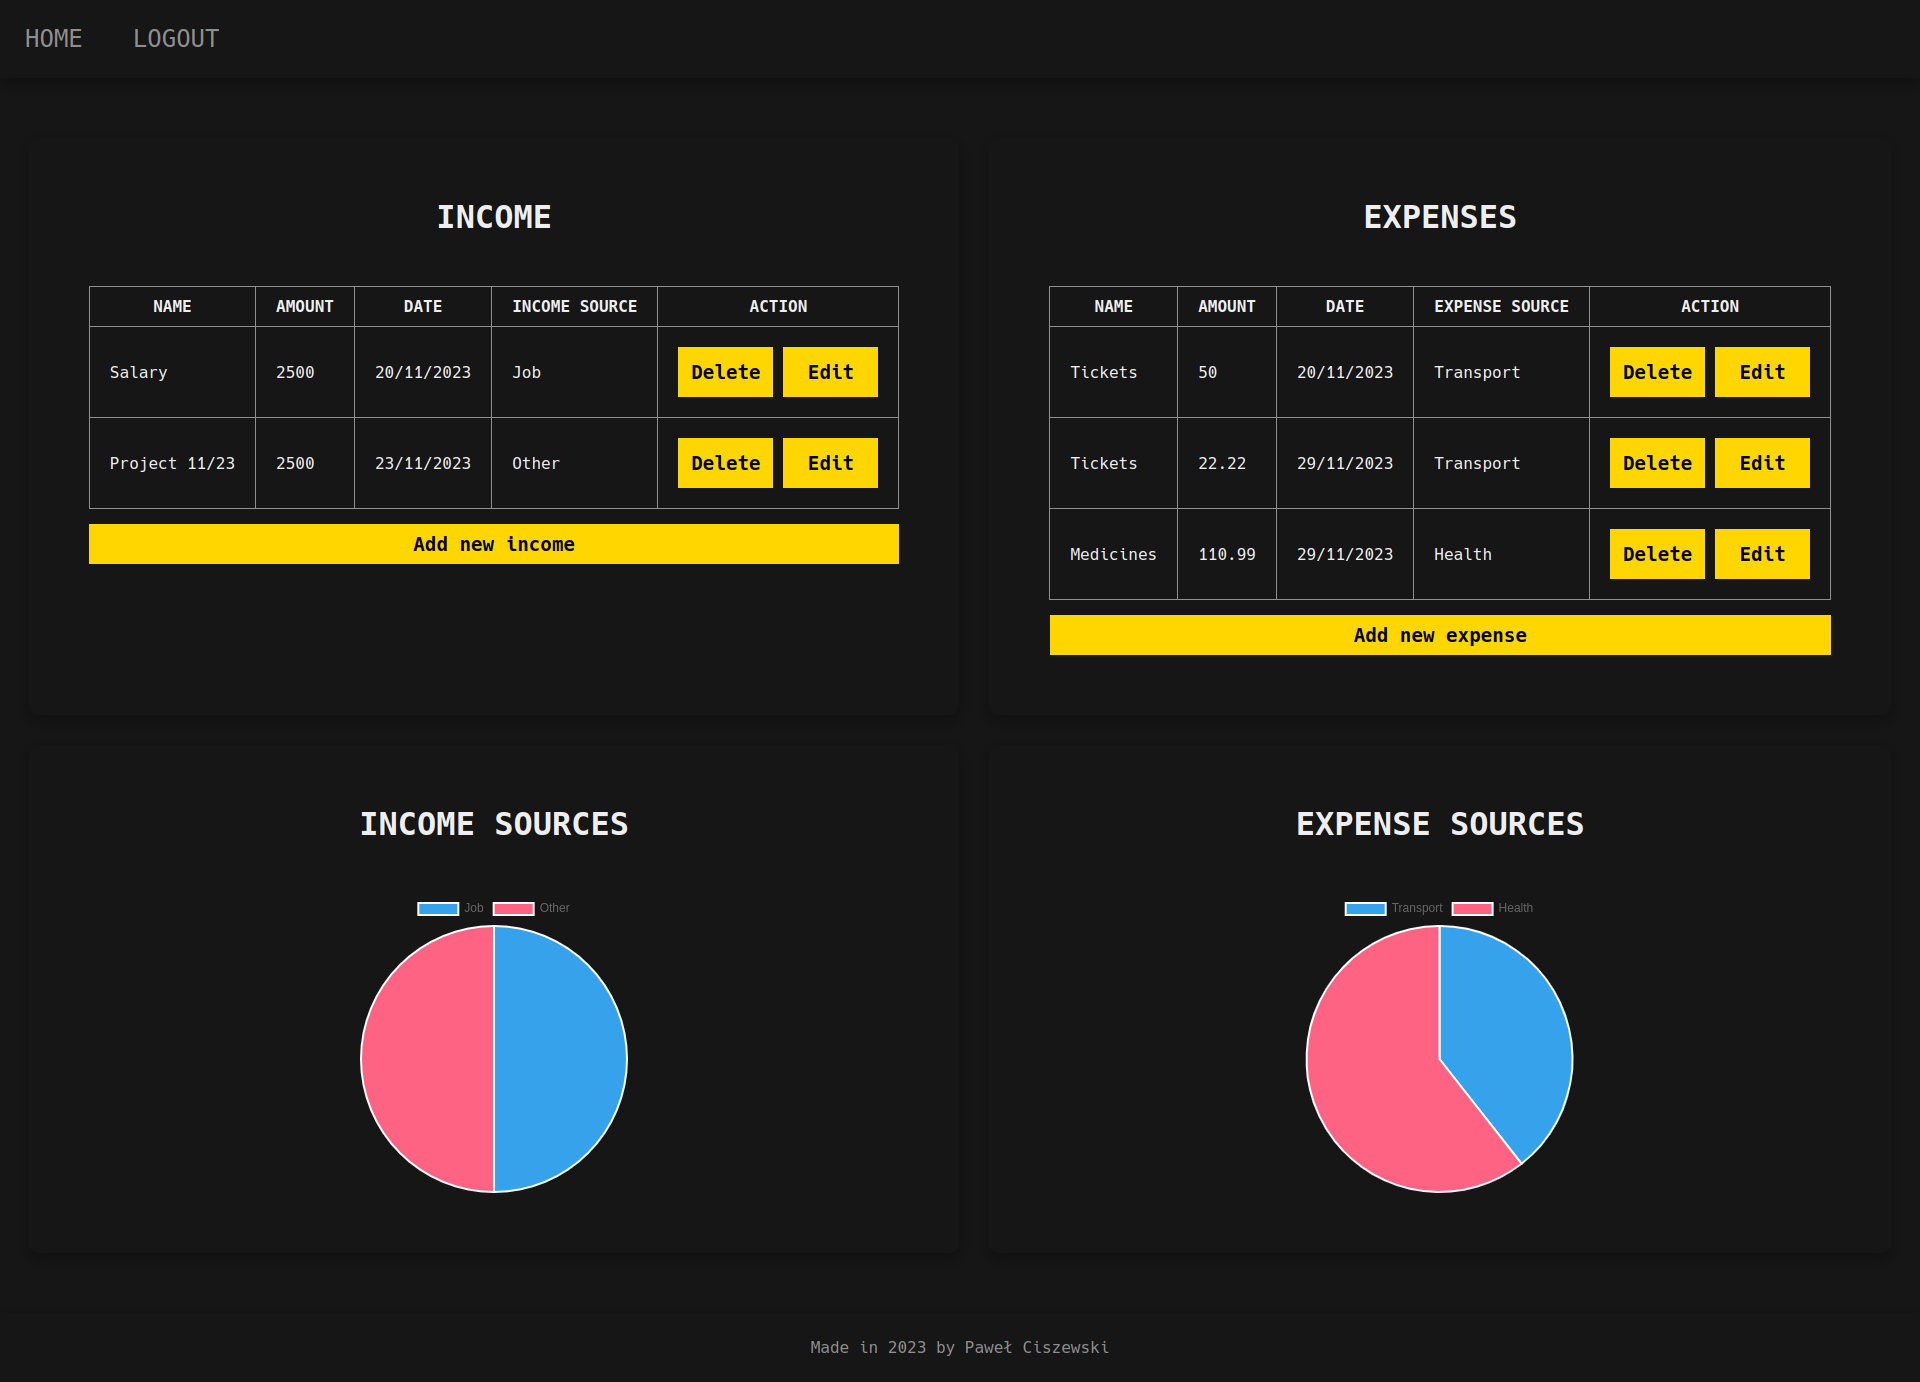 HOME LOGOUT
INCOME
NAME AMOUNT DATE INCOME SOURCE ACTION
Salary 2500 20/11/2023 Job Delete Edit
Project 11/23 2500 23/11/2023 Other Delete Edit
Add new income
EXPENSES
NAME AMOUNT DATE EXPENSE SOURCE ACTION
Tickets 50 20/11/2023 Transport Delete Edit
Tickets 22.22 29/11/2023 Transport Delete Edit
Medicines 110.99 29/11/2023 Health Delete Edit
Add new expense
INCOME SOURCES
Job Other
EXPENSE SOURCES
Transport Health
Made in 2023 by Paweł Ciszewski